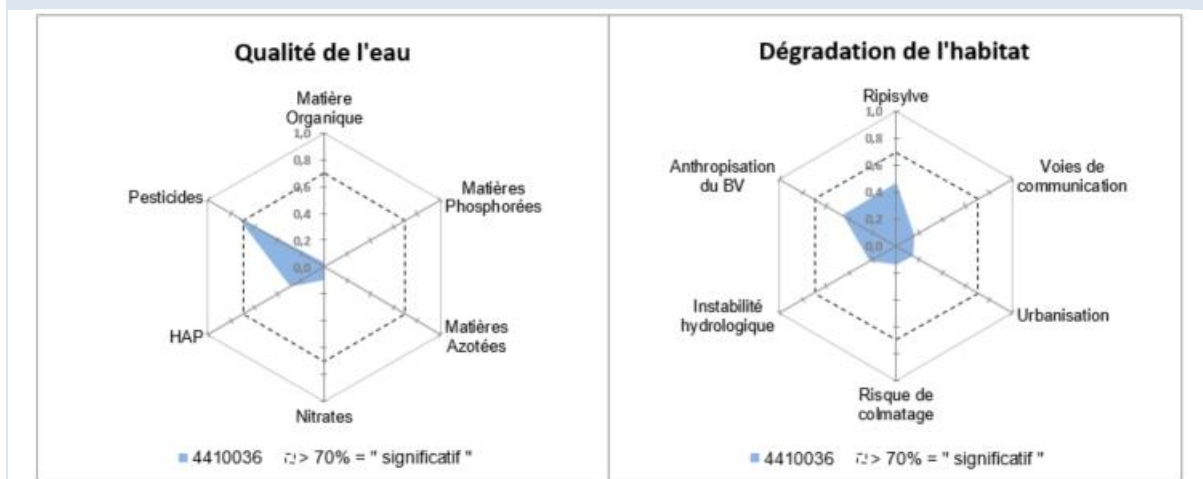 Qualité de l'eau
Matière
Organique
1,0
0,8
0,6
0,4
0,2
0,0
Matières
Phosphorées
Matières
Azotées
Nitrates
HAP
Pesticides
4410036 > 70% = " significatif "
Dégradation de l'habitat
Ripisylve
1,0
0,8
0,6
0,4
0,2
0,0
Voies de
communication
Urbanisation
Risque de
colmatage
Instabilité
hydrologique
Anthropisation
du BV
4410036 > 70% = " significatif "